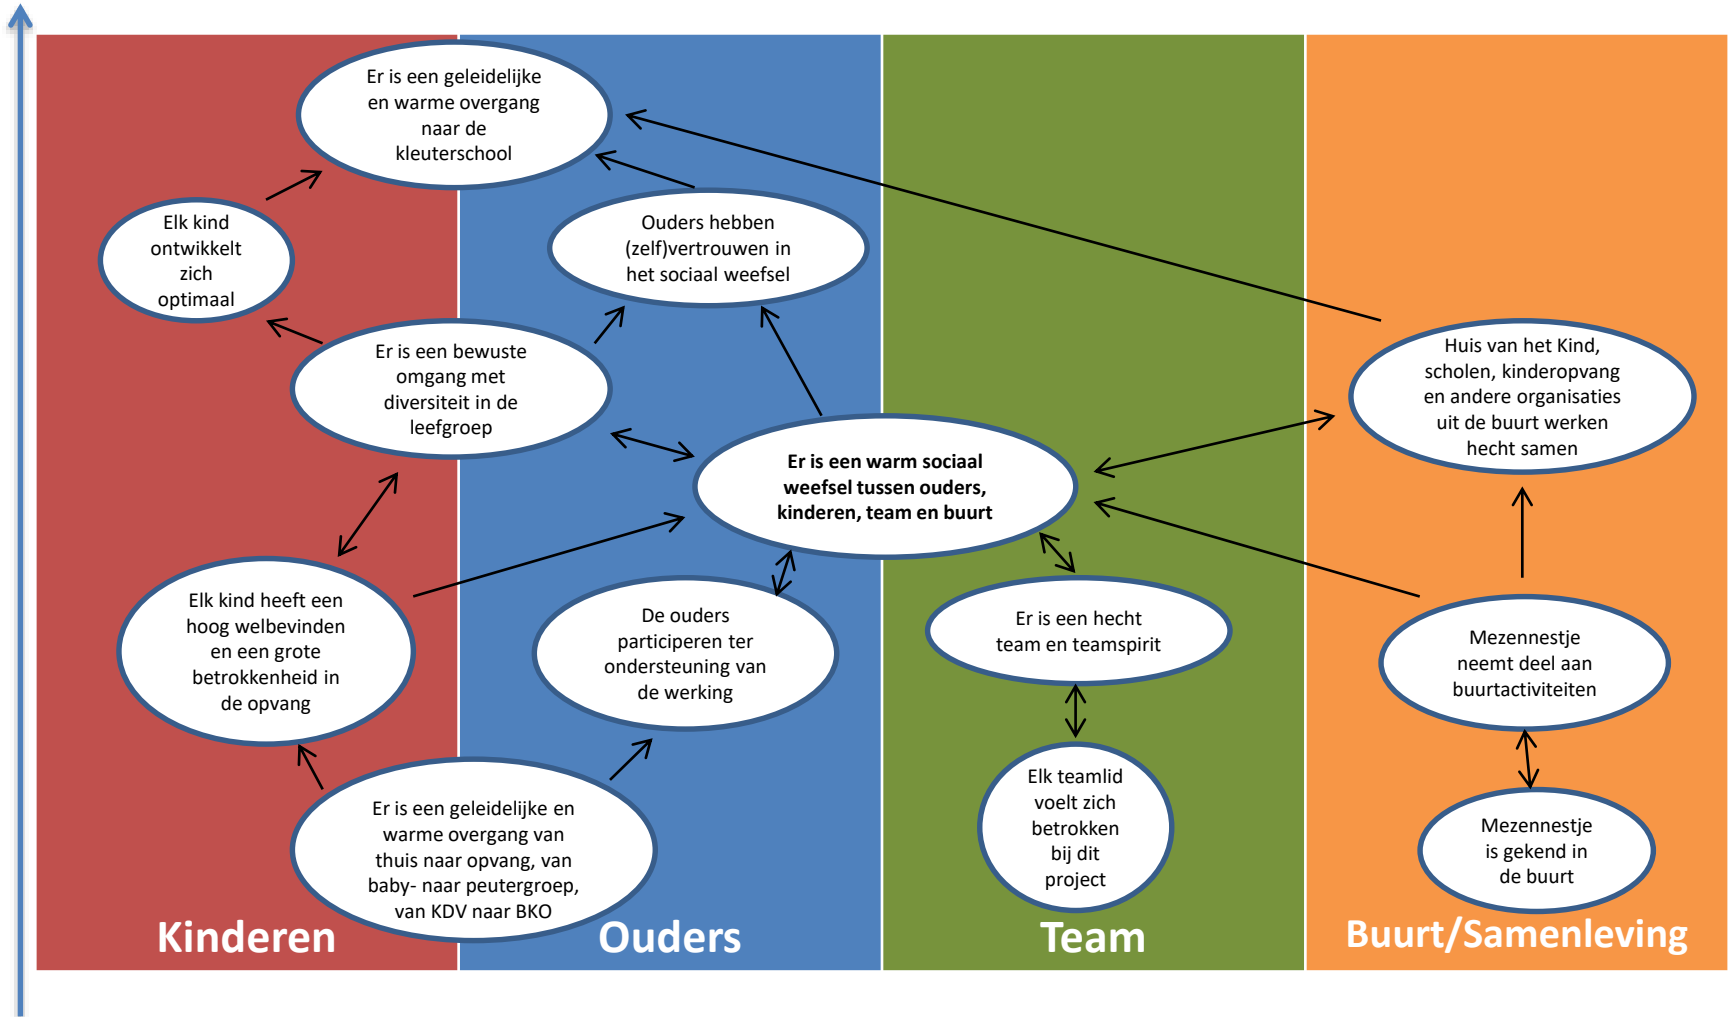 Er is een geleidelijke
en warme overgang
naar de
kleuterschool
Elk kind
ontwikkelt
zich
optimaal
Ouders hebben
(zelf)vertrouwen in
het sociaal weefsel
Er is een bewuste
omgang met
diversiteit in de
leefgroep
Huis van het Kind,
scholen, kinderopvang
en andere organisaties
uit de buurt werken
hecht samen
Er is een warm sociaal
weefsel tussen ouders,
kinderen, team en buurt
Elk kind heeft een
hoog welbevinden
en een grote
betrokkenheid in
de opvang
De ouders
participeren ter
ondersteuning van
de werking
Er is een hecht
team en teamspirit
Mezennestje
neemt deel aan
buurtactiviteiten
Er is een geleidelijke en
warme overgang van
thuis naar opvang, van
baby- naar peutergroep,
van KDV naar BKO
Elk teamlid
voelt zich
betrokken
bij dit
project
Mezennestje
is gekend in
de buurt
Kinderen
Ouders
Team
Buurt/Samenleving